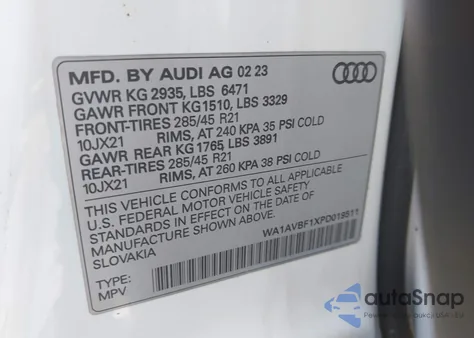 MFD. BY AUDI AG 02 23
GVWR KG 2935, LBS 6471
GAWR FRONT KG1510, LBS 3329
FRONT-TIRES 285/45 R21
10JX21 RIMS, AT 240 KPA 35 PSI COLD
GAWR REAR KG 1765, LBS 3891
REAR-TIRES 285/45 R21
10JX21 RIMS, AT 260 KPA 38 PSI COLD
THIS VEHICLE CONFORMS TO ALL APPLICABLE
U.S. FEDERAL MOTOR VEHICLE SAFETY
STANDARDS IN EFFECT ON THE DATE OF
MANUFACTURE SHOWN ABOVE.
SLOVAKIA
WA1AVBF1XPD019511
TYPE:
MPV
autoSnap